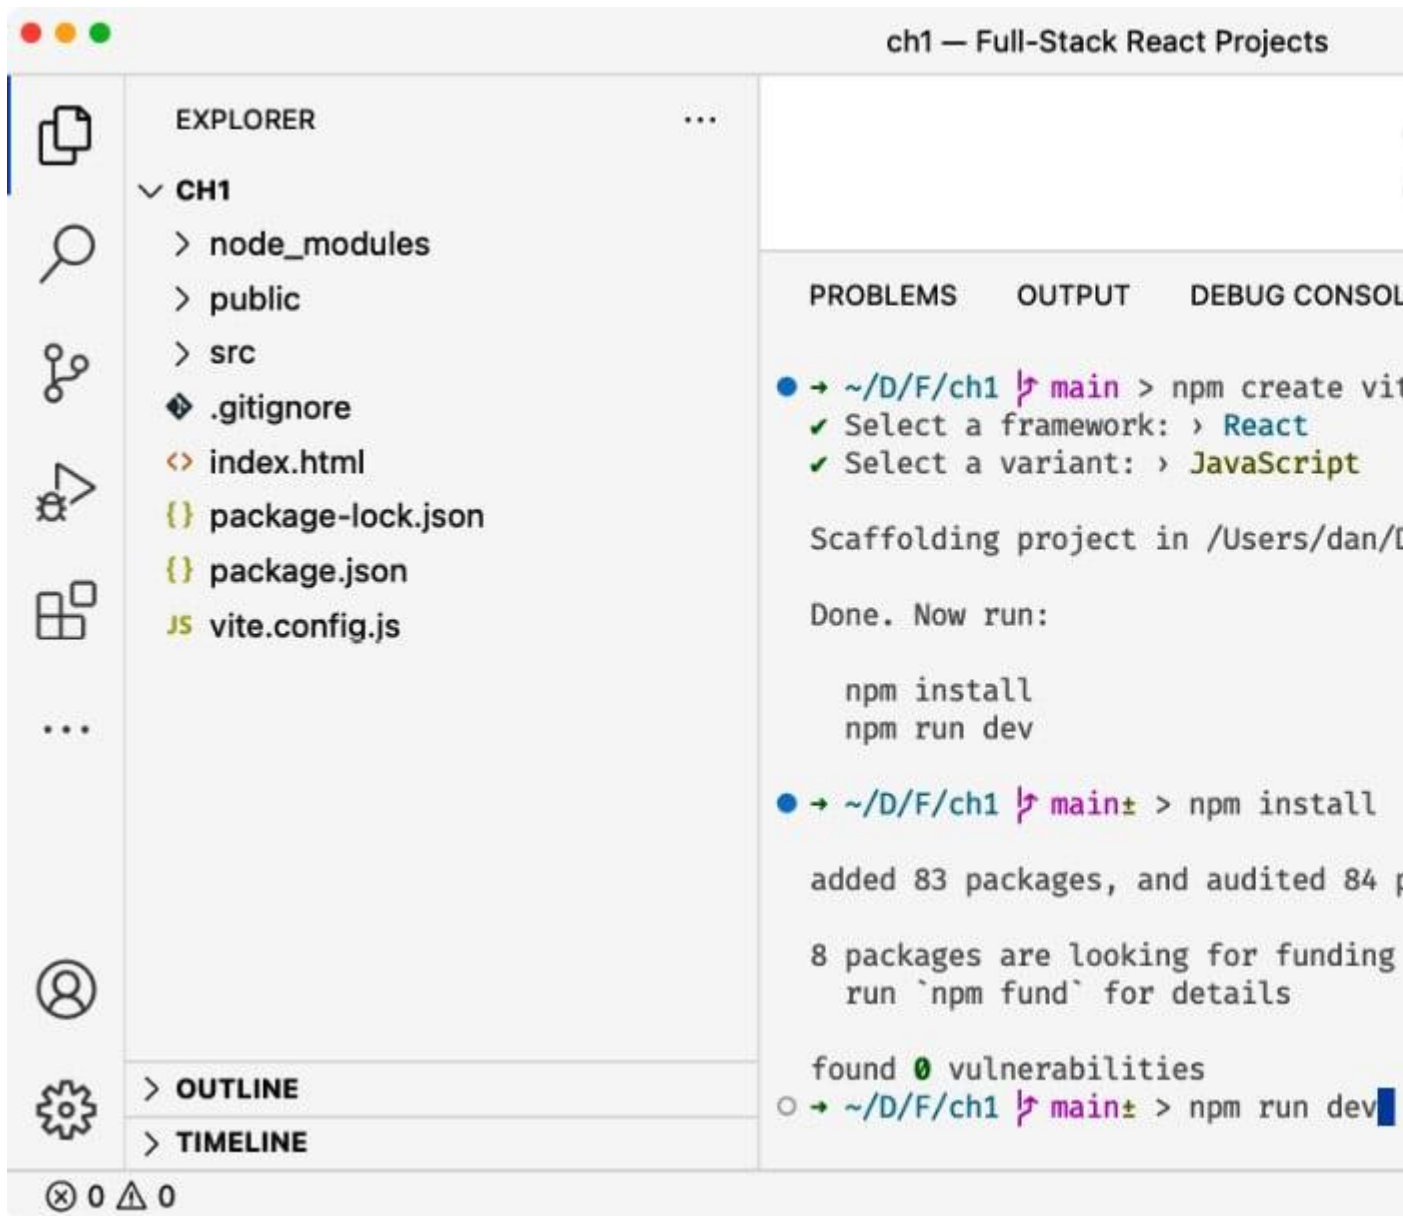 ch1 — Full-Stack React Projects
EXPLORER
CH1
node_modules
public
src
.gitignore
index.html
package-lock.json
package.json
JS vite.config.js
OUTLINE
TIMELINE
PROBLEMS OUTPUT DEBUG CONSOL
~/D/F/ch1 main > npm create vit
✔ Select a framework: › React
✔ Select a variant: › JavaScript
Scaffolding project in /Users/dan/D
Done. Now run:
npm install
npm run dev
~/D/F/ch1 main± > npm install
added 83 packages, and audited 84 p
8 packages are looking for funding
run `npm fund` for details
found 0 vulnerabilities
~/D/F/ch1 main± > npm run dev
0 0